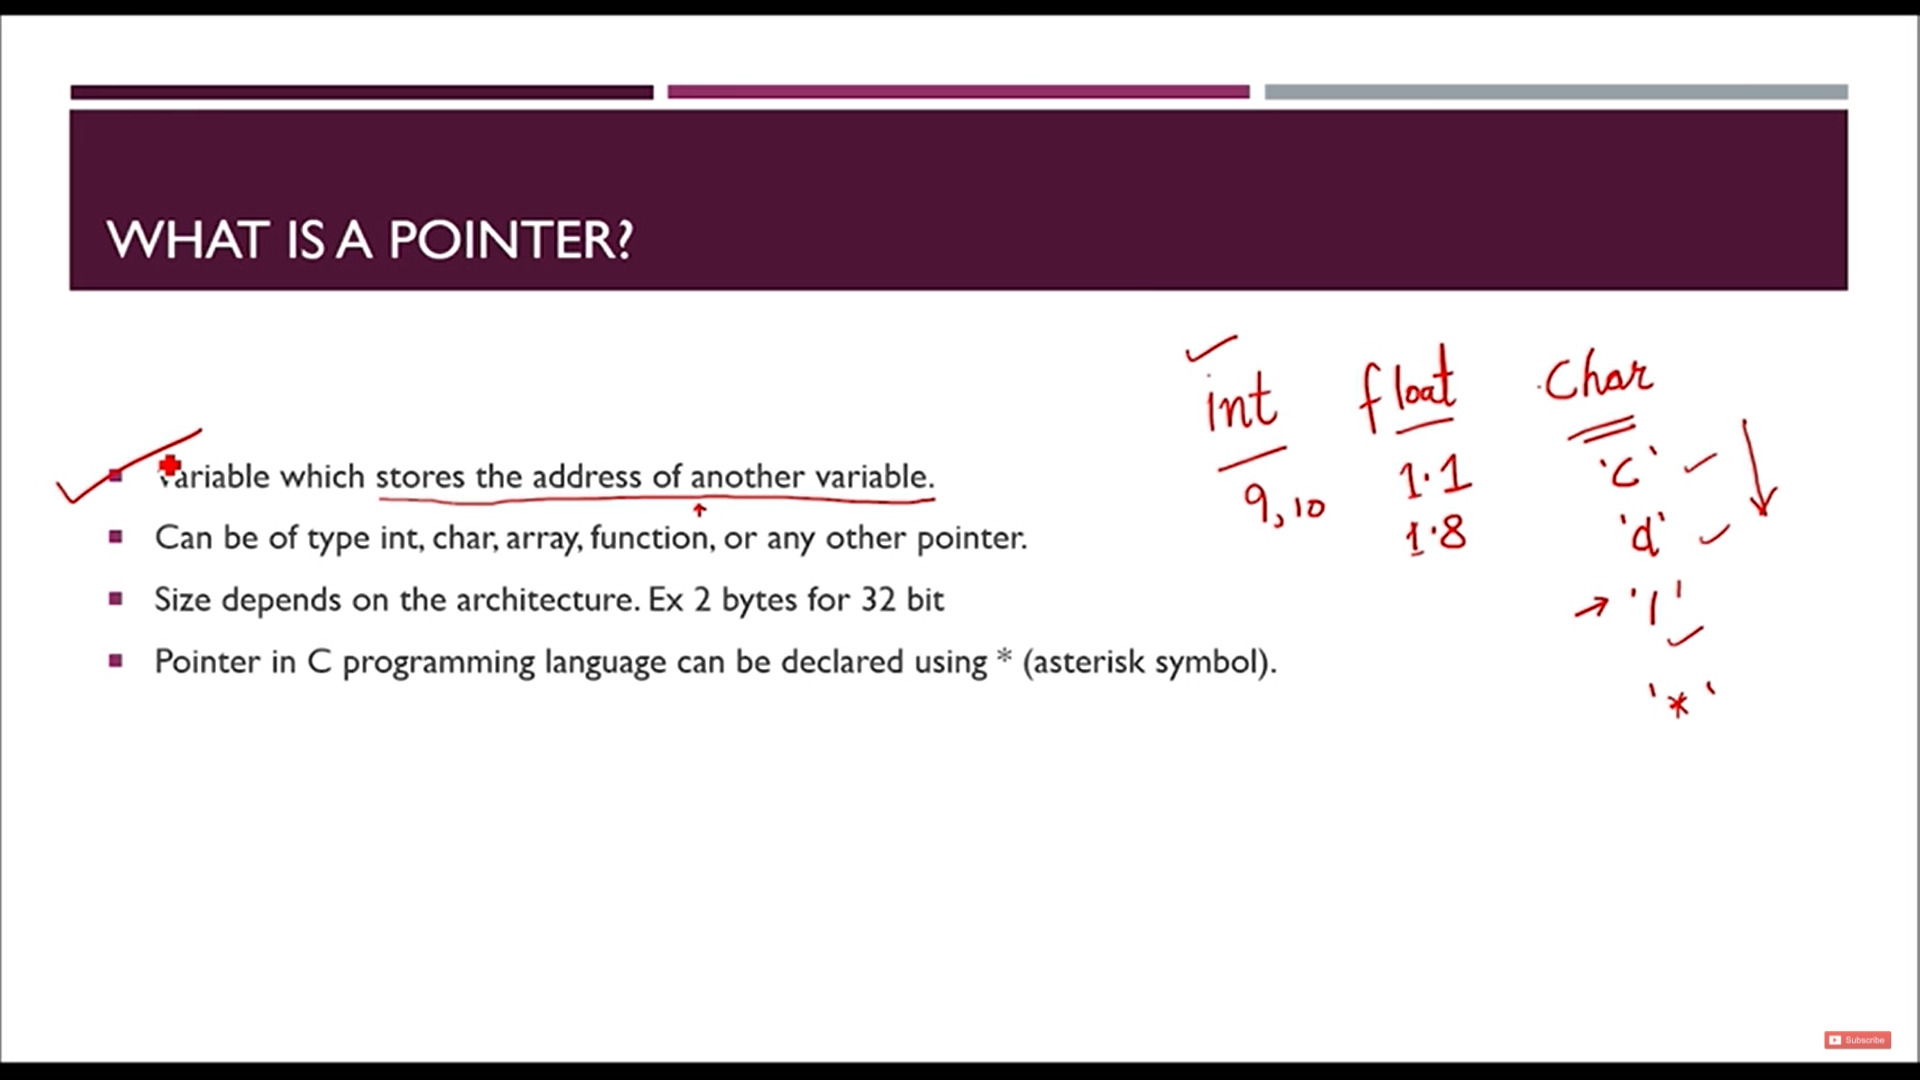 WHAT IS A POINTER?
int float Char
9, 10 1.1 'c'
1.8 'd'
'1'
'*'
Variable which stores the address of another variable.
Can be of type int, char, array, function, or any other pointer.
Size depends on the architecture. Ex 2 bytes for 32 bit
Pointer in C programming language can be declared using * (asterisk symbol).
Subscribe